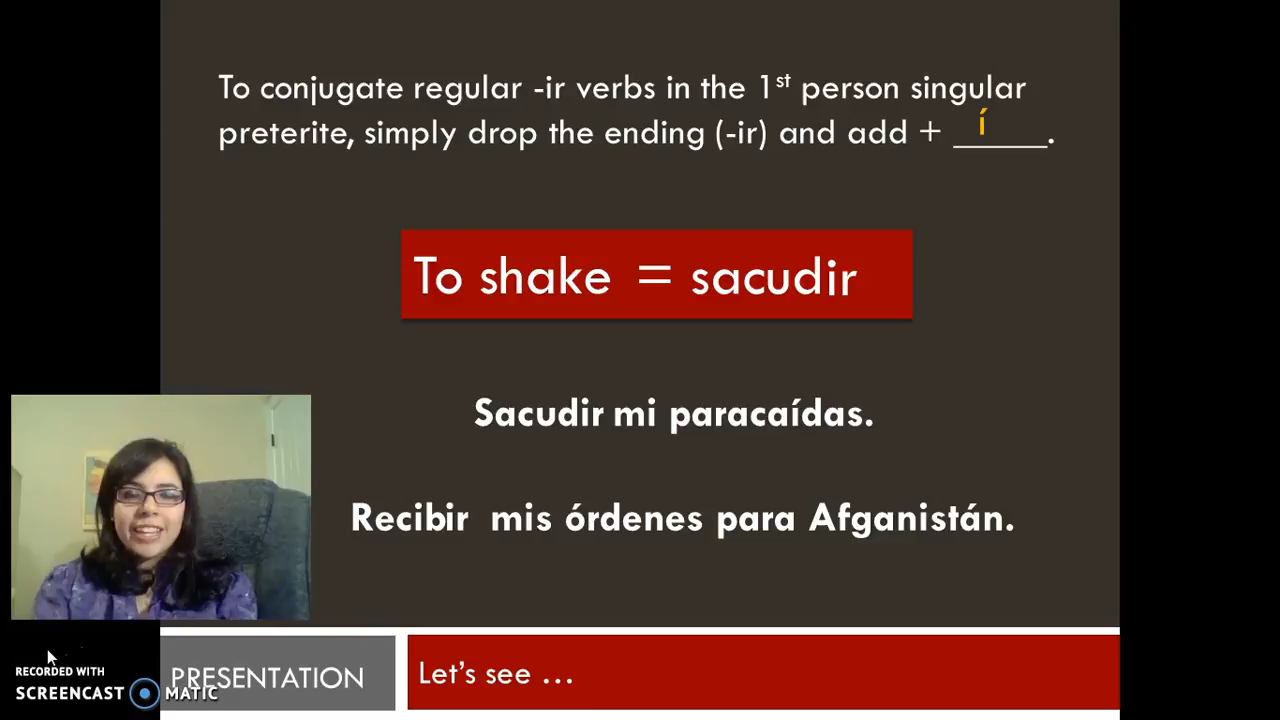 To conjugate regular -ir verbs in the 1st person singular
preterite, simply drop the ending (-ir) and add + __í__.
To shake = sacudir
Sacudir mi paracaídas.
Recibir mis órdenes para Afganistán.
RECORDED WITH
SCREENCAST MATIC
PRESENTATION
Let's see ...